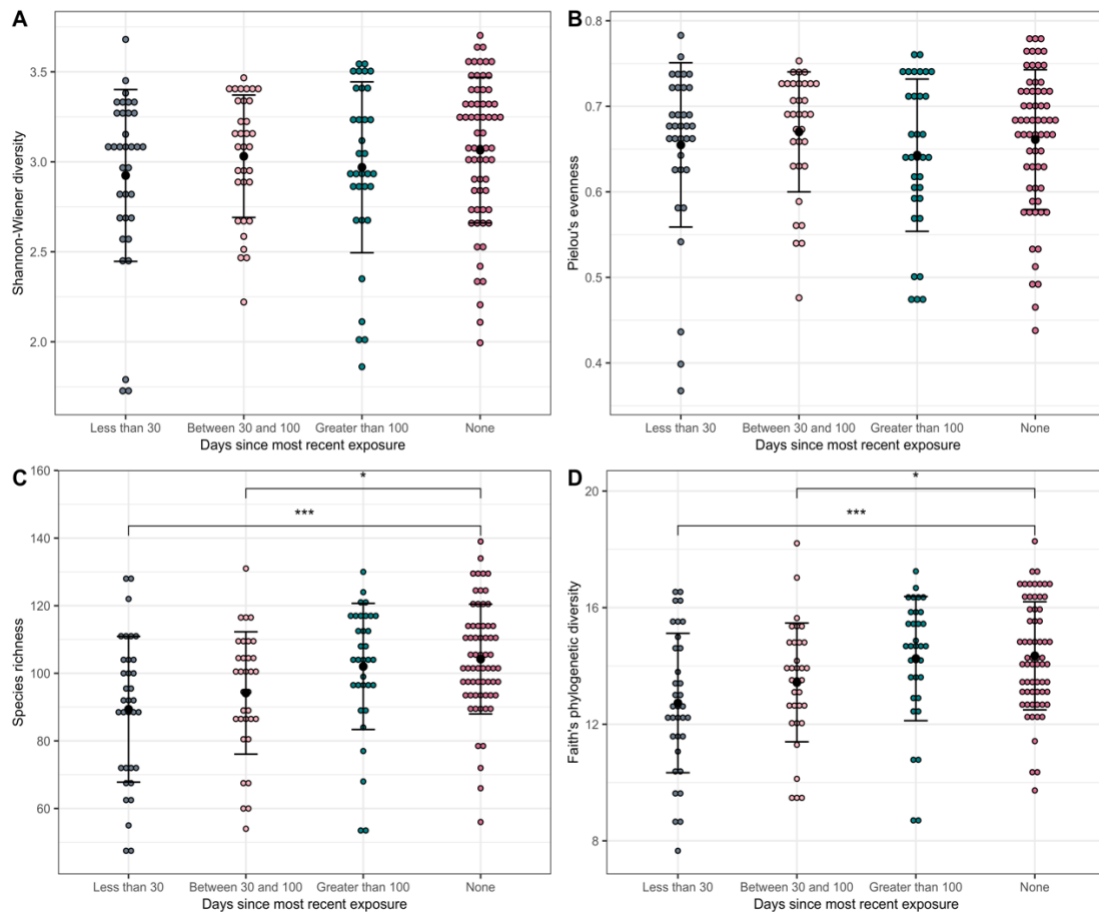 A
Shannon-Wiener diversity
3.5
3.0
2.5
2.0
Less than 30 Between 30 and 100 Greater than 100 None
Days since most recent exposure
B
Pielou's evenness
0.8
0.7
0.6
0.5
0.4
Less than 30 Between 30 and 100 Greater than 100 None
Days since most recent exposure
C
Species richness
160
140
120
100
80
60
*
***
Less than 30 Between 30 and 100 Greater than 100 None
Days since most recent exposure
D
Faith's phylogenetic diversity
20
16
12
8
*
***
Less than 30 Between 30 and 100 Greater than 100 None
Days since most recent exposure